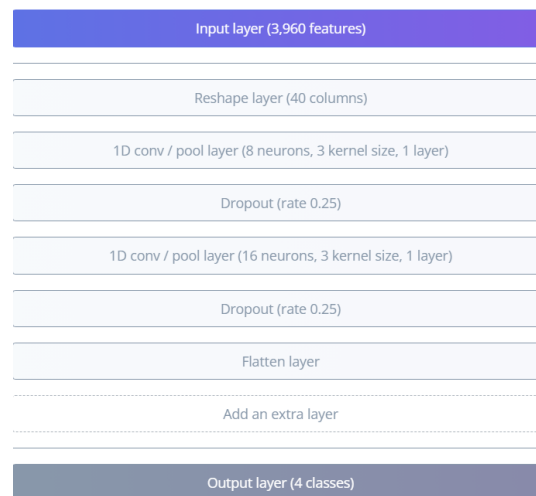 Input layer (3,960 features)
Reshape layer (40 columns)
1D conv / pool layer (8 neurons, 3 kernel size, 1 layer)
Dropout (rate 0.25)
1D conv / pool layer (16 neurons, 3 kernel size, 1 layer)
Dropout (rate 0.25)
Flatten layer
Add an extra layer
Output layer (4 classes)